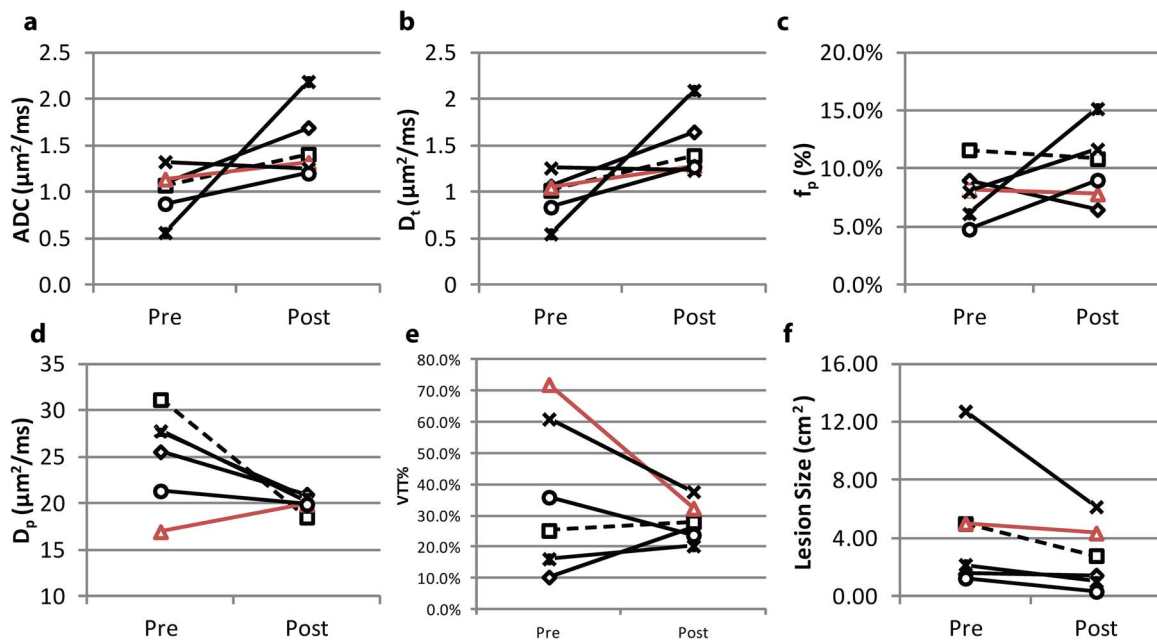 a
ADC (μm²/ms)
2.5
2.0
1.5
1.0
0.5
0.0
Pre Post
b
Dt (μm²/ms)
2.5
2
1.5
1
0.5
0
Pre Post
c
fp (%)
20.0%
15.0%
10.0%
5.0%
0.0%
Pre Post
d
Dp (μm²/ms)
35
30
25
20
15
10
Pre Post
e
VTT%
80.0%
70.0%
60.0%
50.0%
40.0%
30.0%
20.0%
10.0%
0.0%
Pre Post
f
Lesion Size (cm²)
16.00
12.00
8.00
4.00
0.00
Pre Post